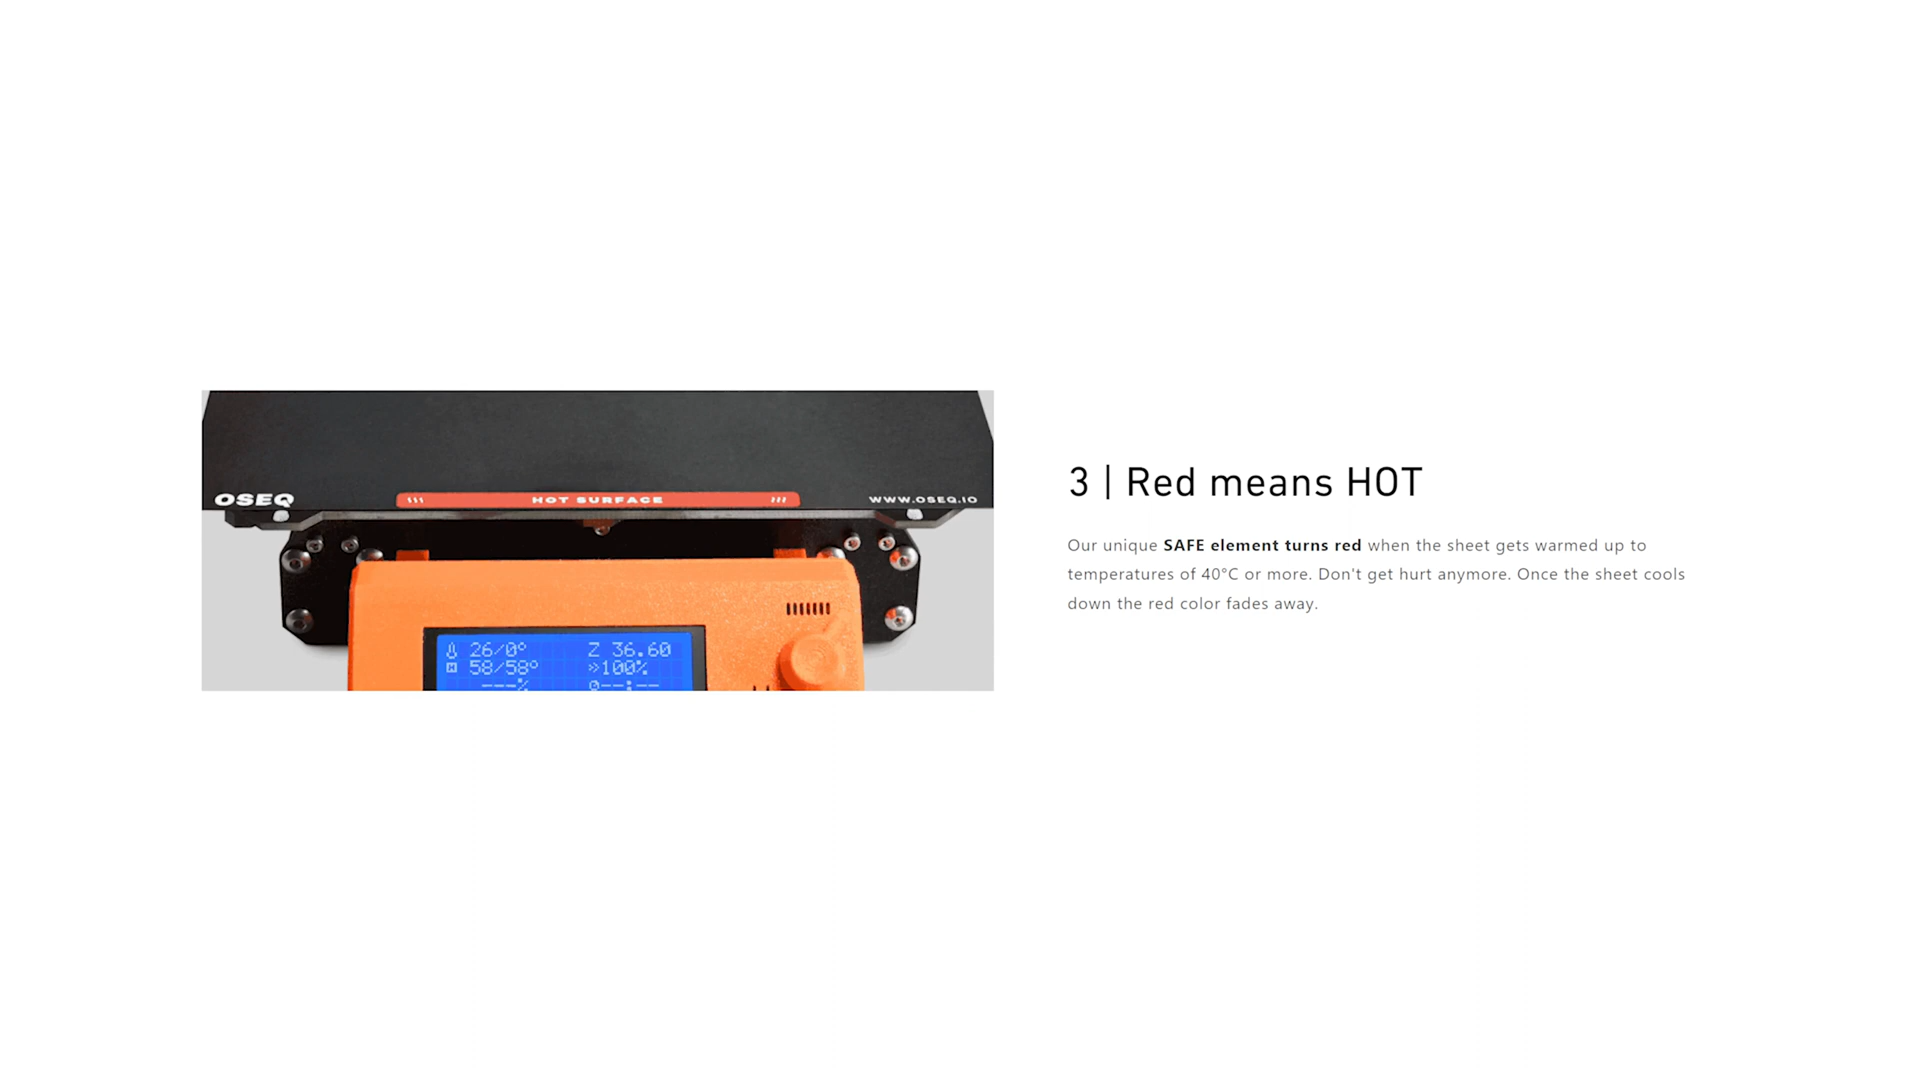 OSEQ
HOT SURFACE
WWW.OSEQ.IO
26/0° Z 36.60
58/58° »100%
---% --:--
3 | Red means HOT
Our unique SAFE element turns red when the sheet gets warmed up to
temperatures of 40°C or more. Don't get hurt anymore. Once the sheet cools
down the red color fades away.